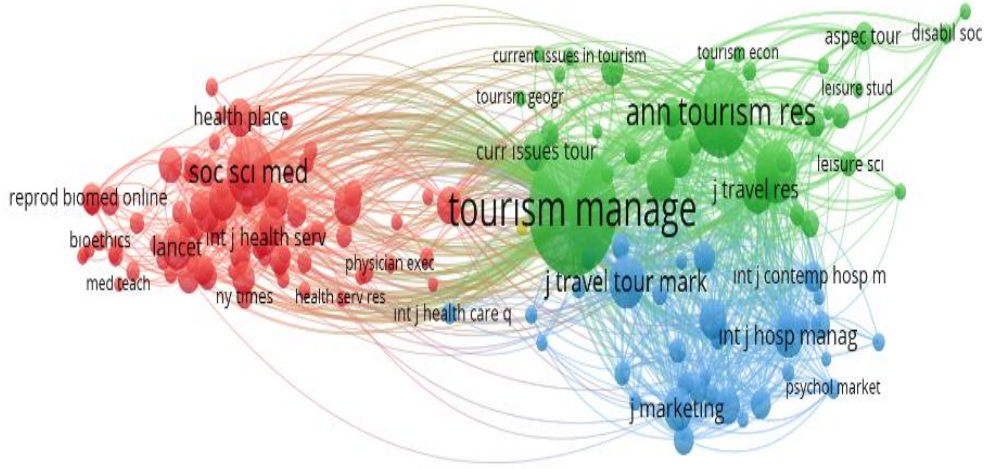 aspec tour
disabil soc
current issues in tourism
tourism econ
leisure stud
tourism geogr
health place
ann tourism res
curr issues tour
leisure sci
soc sci med
j travel res
reprod biomed online
tourism manage
bioethics
lancet
int j health serv
physician exec
med teach
j travel tour mark
int j contemp hosp m
ny times
health serv res
int j health care q
int j hosp manag
psychol market
j marketing